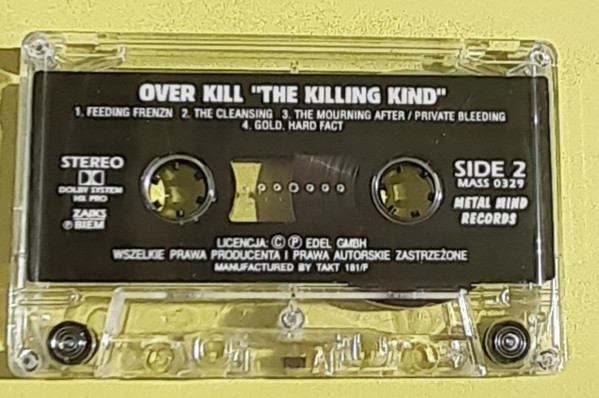 OVER KILL "THE KILLING KIND"
1. FEEDING FRENZN 2. THE CLEANSING 3. THE MOURNING AFTER / PRIVATE BLEEDING
4. GOLD, HARD FACT
STEREO
DOLBY SYSTEM
HX PRO
ZAIKS
Ⓟ BIEM
SIDE 2
MASS 0329
METAL MIND
RECORDS
LICENCJA: © Ⓟ EDEL GMBH
WSZELKIE PRAWA PRODUCENTA I PRAWA AUTORSKIE ZASTRZEŻONE
MANUFACTURED BY TAKT 181/P